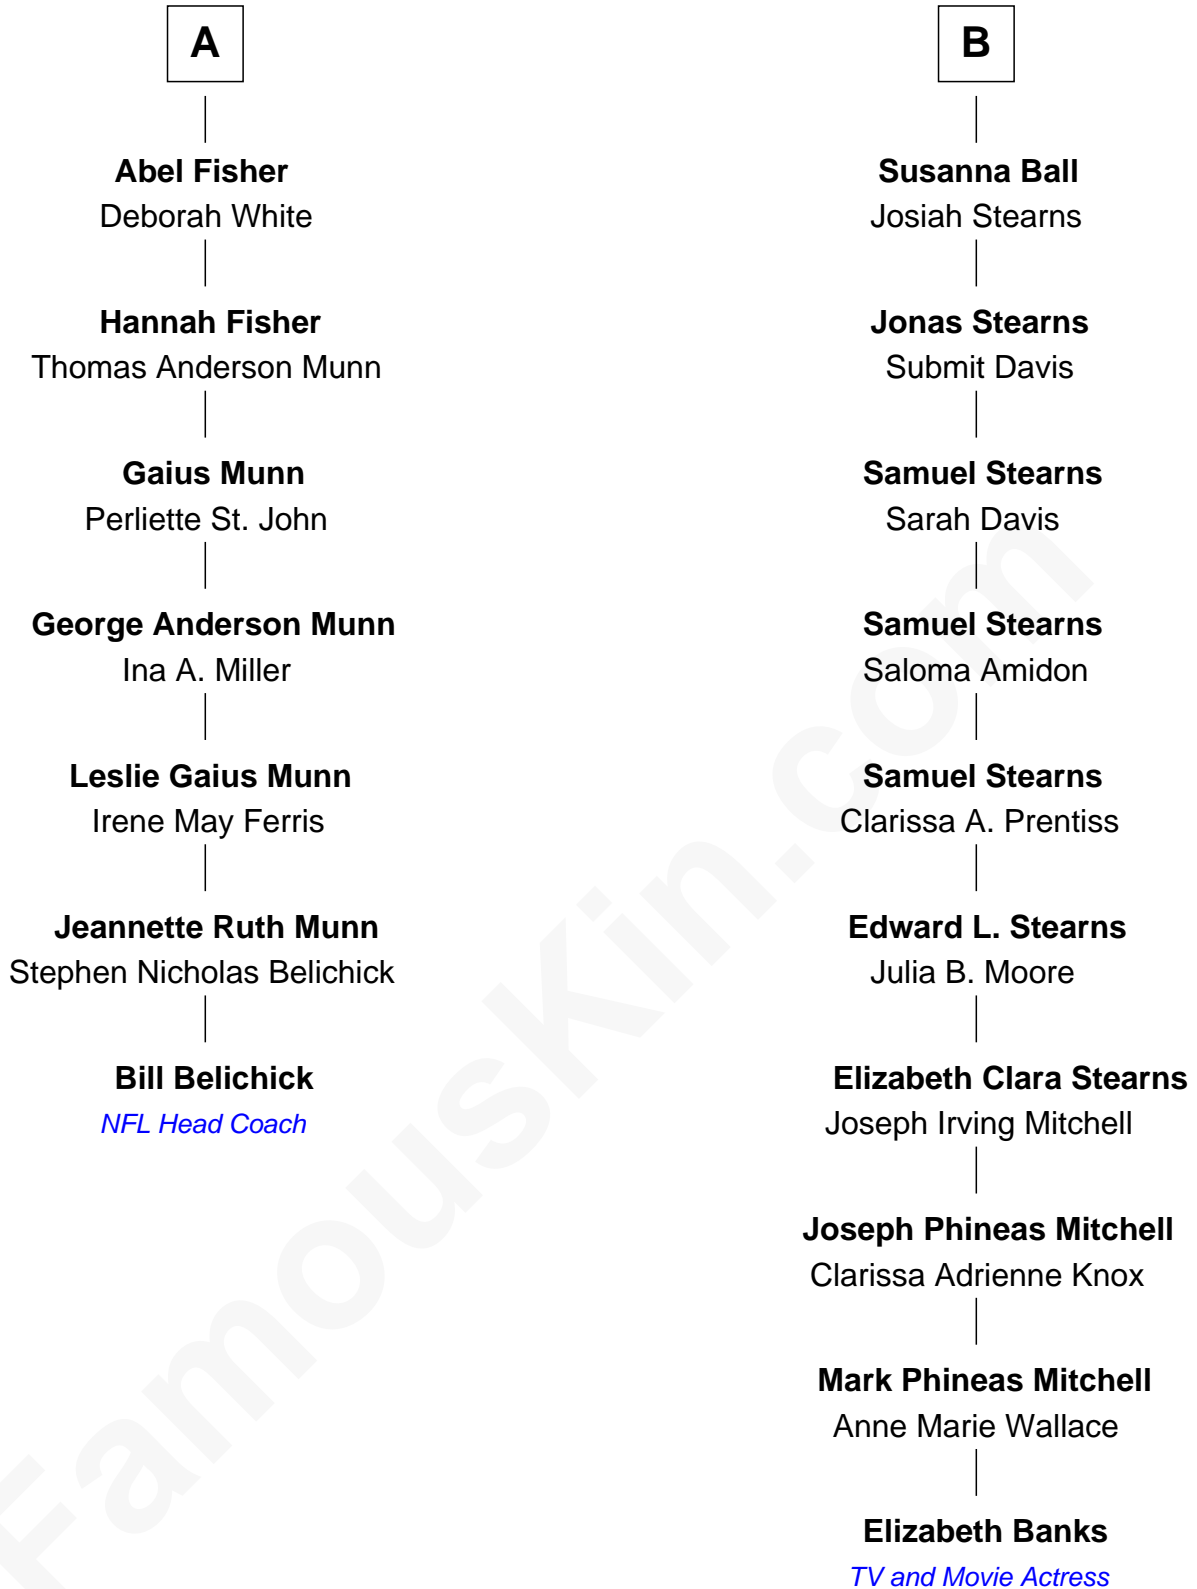 A
Abel Fisher
Deborah White
Hannah Fisher
Thomas Anderson Munn
Gaius Munn
Perliette St. John
George Anderson Munn
Ina A. Miller
Leslie Gaius Munn
Irene May Ferris
Jeannette Ruth Munn
Stephen Nicholas Belichick
Bill Belichick
NFL Head Coach
B
Susanna Ball
Josiah Stearns
Jonas Stearns
Submit Davis
Samuel Stearns
Sarah Davis
Samuel Stearns
Saloma Amidon
Samuel Stearns
Clarissa A. Prentiss
Edward L. Stearns
Julia B. Moore
Elizabeth Clara Stearns
Joseph Irving Mitchell
Joseph Phineas Mitchell
Clarissa Adrienne Knox
Mark Phineas Mitchell
Anne Marie Wallace
Elizabeth Banks
TV and Movie Actress
FamousKin.com